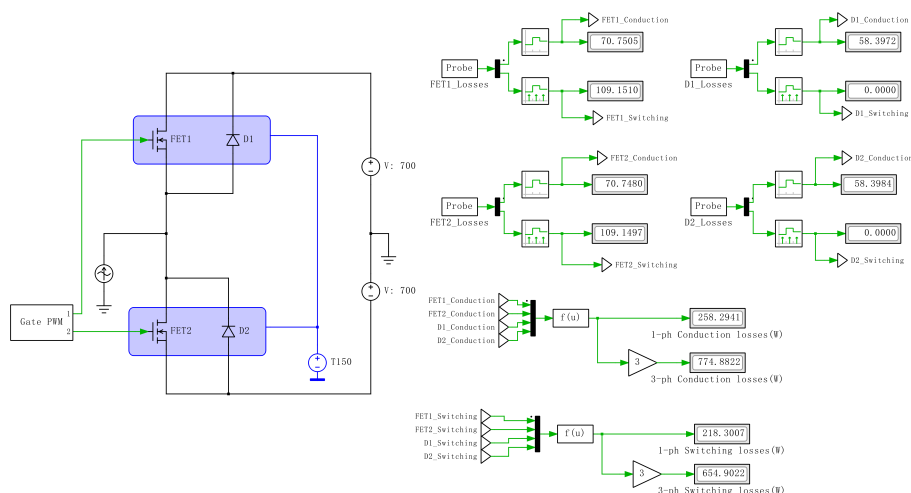 FET1_Conduction
70.7505
Probe
FET1_Losses
109.1510
FET1_Switching
D1_Conduction
58.3972
Probe
D1_Losses
0.0000
D1_Switching
FET1
D1
V: 700
V: 700
Gate PWM
1
2
FET2
D2
T150
FET2_Conduction
70.7480
Probe
FET2_Losses
109.1497
FET2_Switching
D2_Conduction
58.3984
Probe
D2_Losses
0.0000
D2_Switching
FET1_Conduction
FET2_Conduction
D1_Conduction
D2_Conduction
f(u)
258.2941
1-ph Conduction losses(W)
3
774.8822
3-ph Conduction losses(W)
FET1_Switching
FET2_Switching
D1_Switching
D2_Switching
f(u)
218.3007
1-ph Switching losses(W)
3
654.9022
3-ph Switching losses(W)